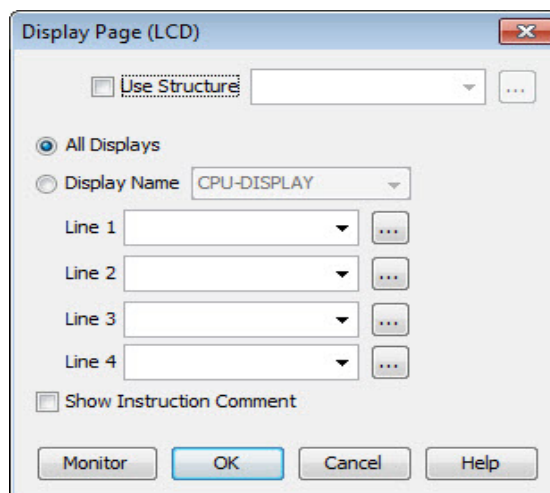 Display Page (LCD)
Use Structure
...
All Displays
Display Name CPU-DISPLAY
Line 1 ...
Line 2 ...
Line 3 ...
Line 4 ...
Show Instruction Comment
Monitor OK Cancel Help